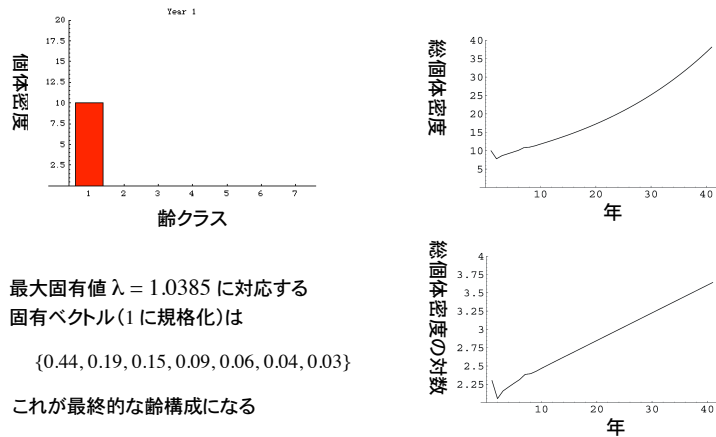 Year 1
20
17.5
15
12.5
10
7.5
5
2.5
個体密度
1 2 3 4 5 6 7
齢クラス
40
35
30
25
20
15
10
5
総個体密度
10 20 30 40
年
最大固有値 λ = 1.0385 に対応する
固有ベクトル(1 に規格化)は
{0.44, 0.19, 0.15, 0.09, 0.06, 0.04, 0.03}
これが最終的な齢構成になる
4
3.75
3.5
3.25
3
2.75
2.5
2.25
総個体密度の対数
10 20 30 40
年